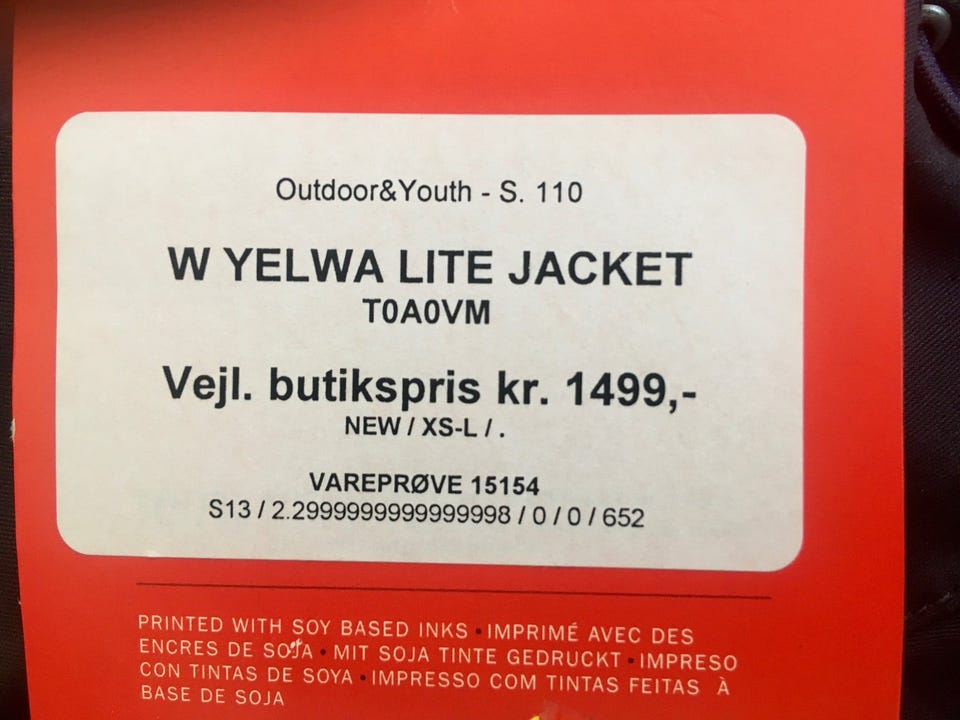 Outdoor&Youth - S. 110
W YELWA LITE JACKET
T0A0VM
Vejl. butikspris kr. 1499,-
NEW / XS-L / .
VAREPRØVE 15154
S13 / 2.2999999999999998 / 0 / 0 / 652
PRINTED WITH SOY BASED INKS • IMPRIMÉ AVEC DES
ENCRES DE SOJA • MIT SOJA TINTE GEDRUCKT • IMPRESO
CON TINTAS DE SOYA • IMPRESSO COM TINTAS FEITAS À
BASE DE SOJA